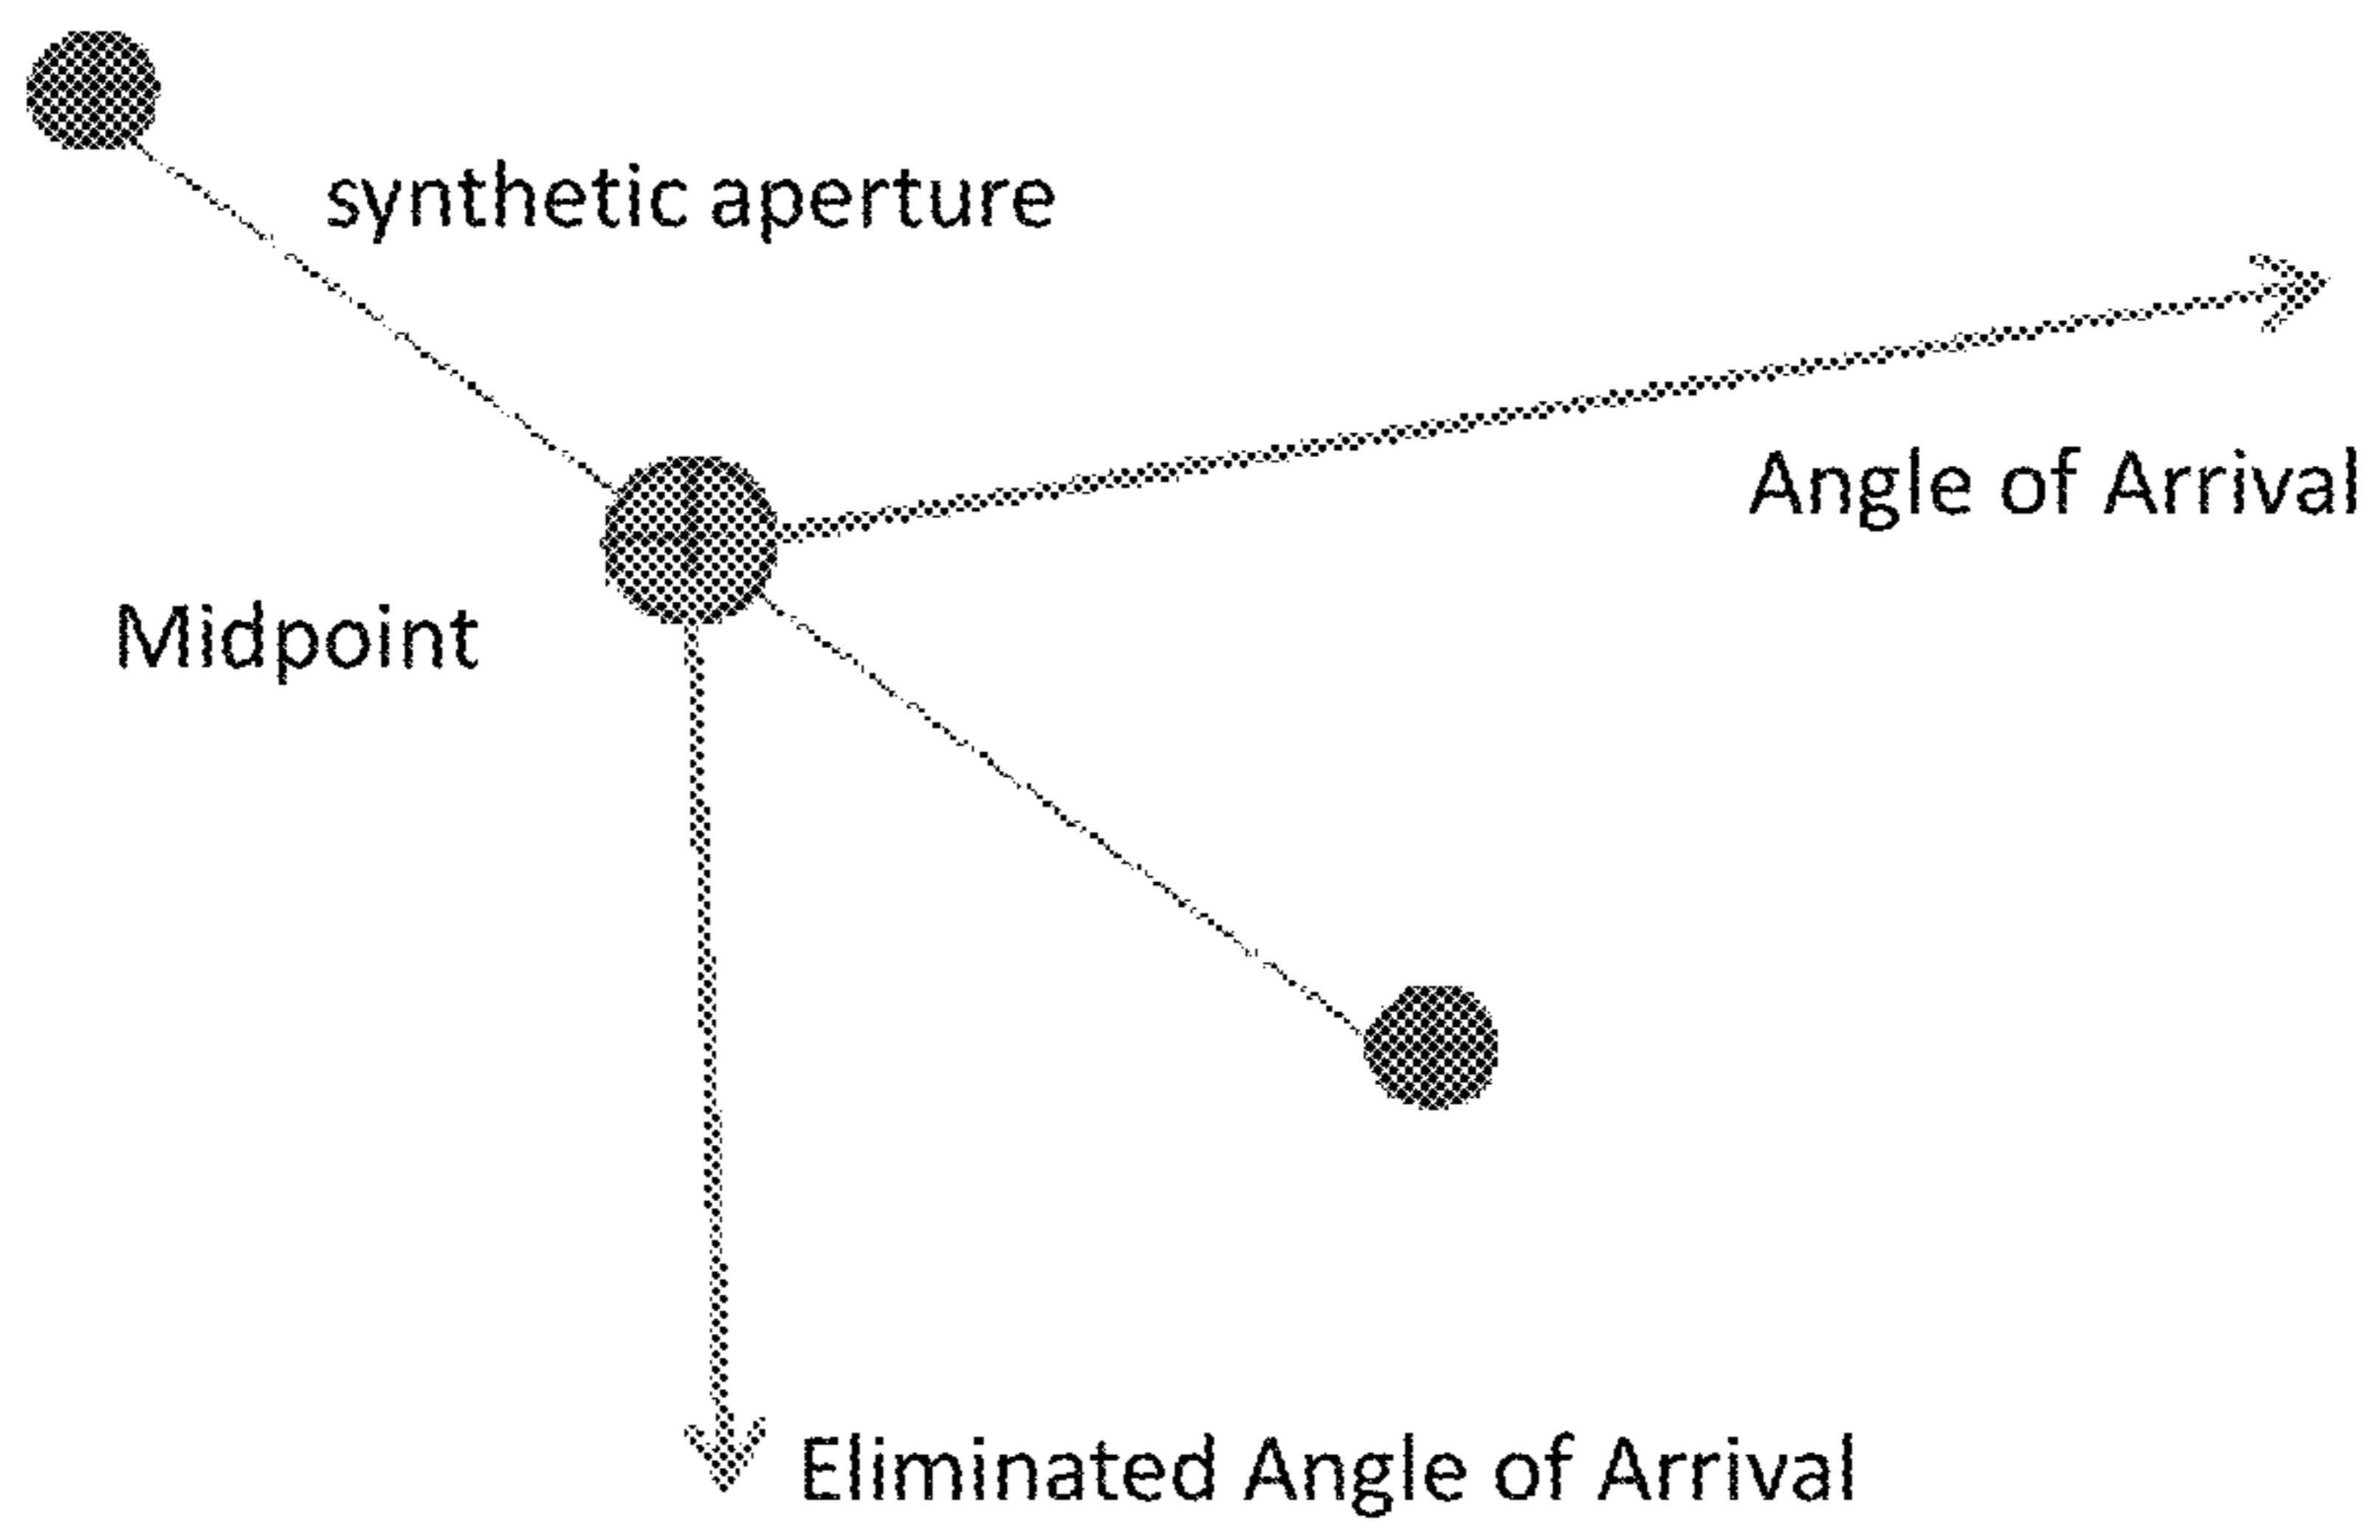 synthetic aperture
Angle of Arrival
Midpoint
Eliminated Angle of Arrival